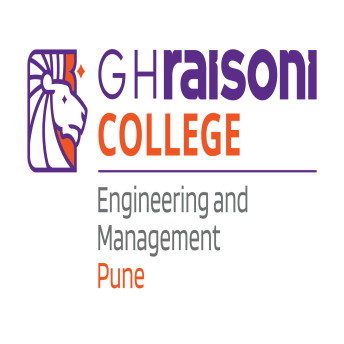 GHraisoni
COLLEGE
Engineering and
Management
Pune